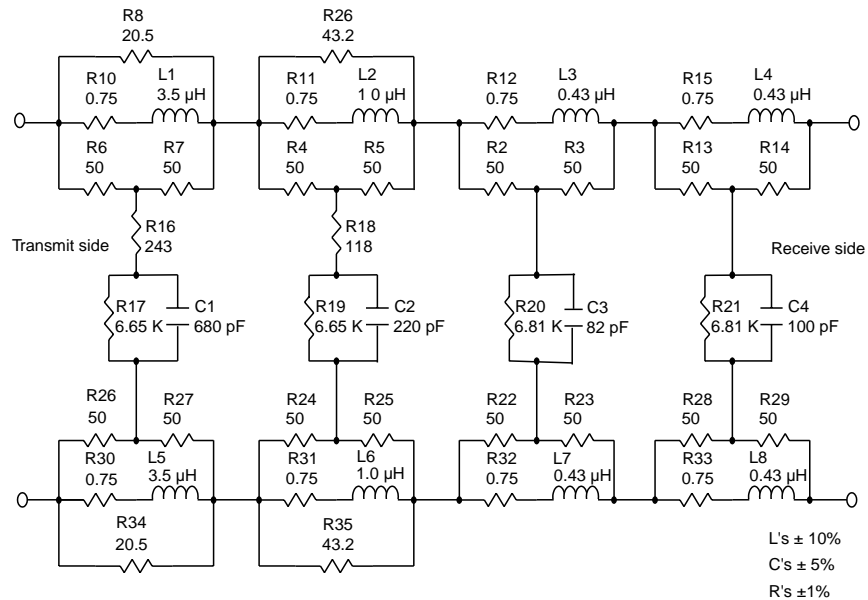 R8
20.5
R26
43.2
R10
0.75
L1
3.5 µH
R11
0.75
L2
1 0 µH
R12
0.75
L3
0.43 µH
R15
0.75
L4
0.43 µH
R6
50
R7
50
R4
50
R5
50
R2
50
R3
50
R13
50
R14
50
R16
243
R18
118
Transmit side
Receive side
R17
6.65 K
C1
680 pF
R19
6.65 K
C2
220 pF
R20
6.81 K
C3
82 pF
R21
6.81 K
C4
100 pF
R26
50
R27
50
R24
50
R25
50
R22
50
R23
50
R28
50
R29
50
R30
0.75
L5
3.5 µH
R31
0.75
L6
1.0 µH
R32
0.75
L7
0.43 µH
R33
0.75
L8
0.43 µH
R34
20.5
R35
43.2
L's ± 10%
C's ± 5%
R's ±1%